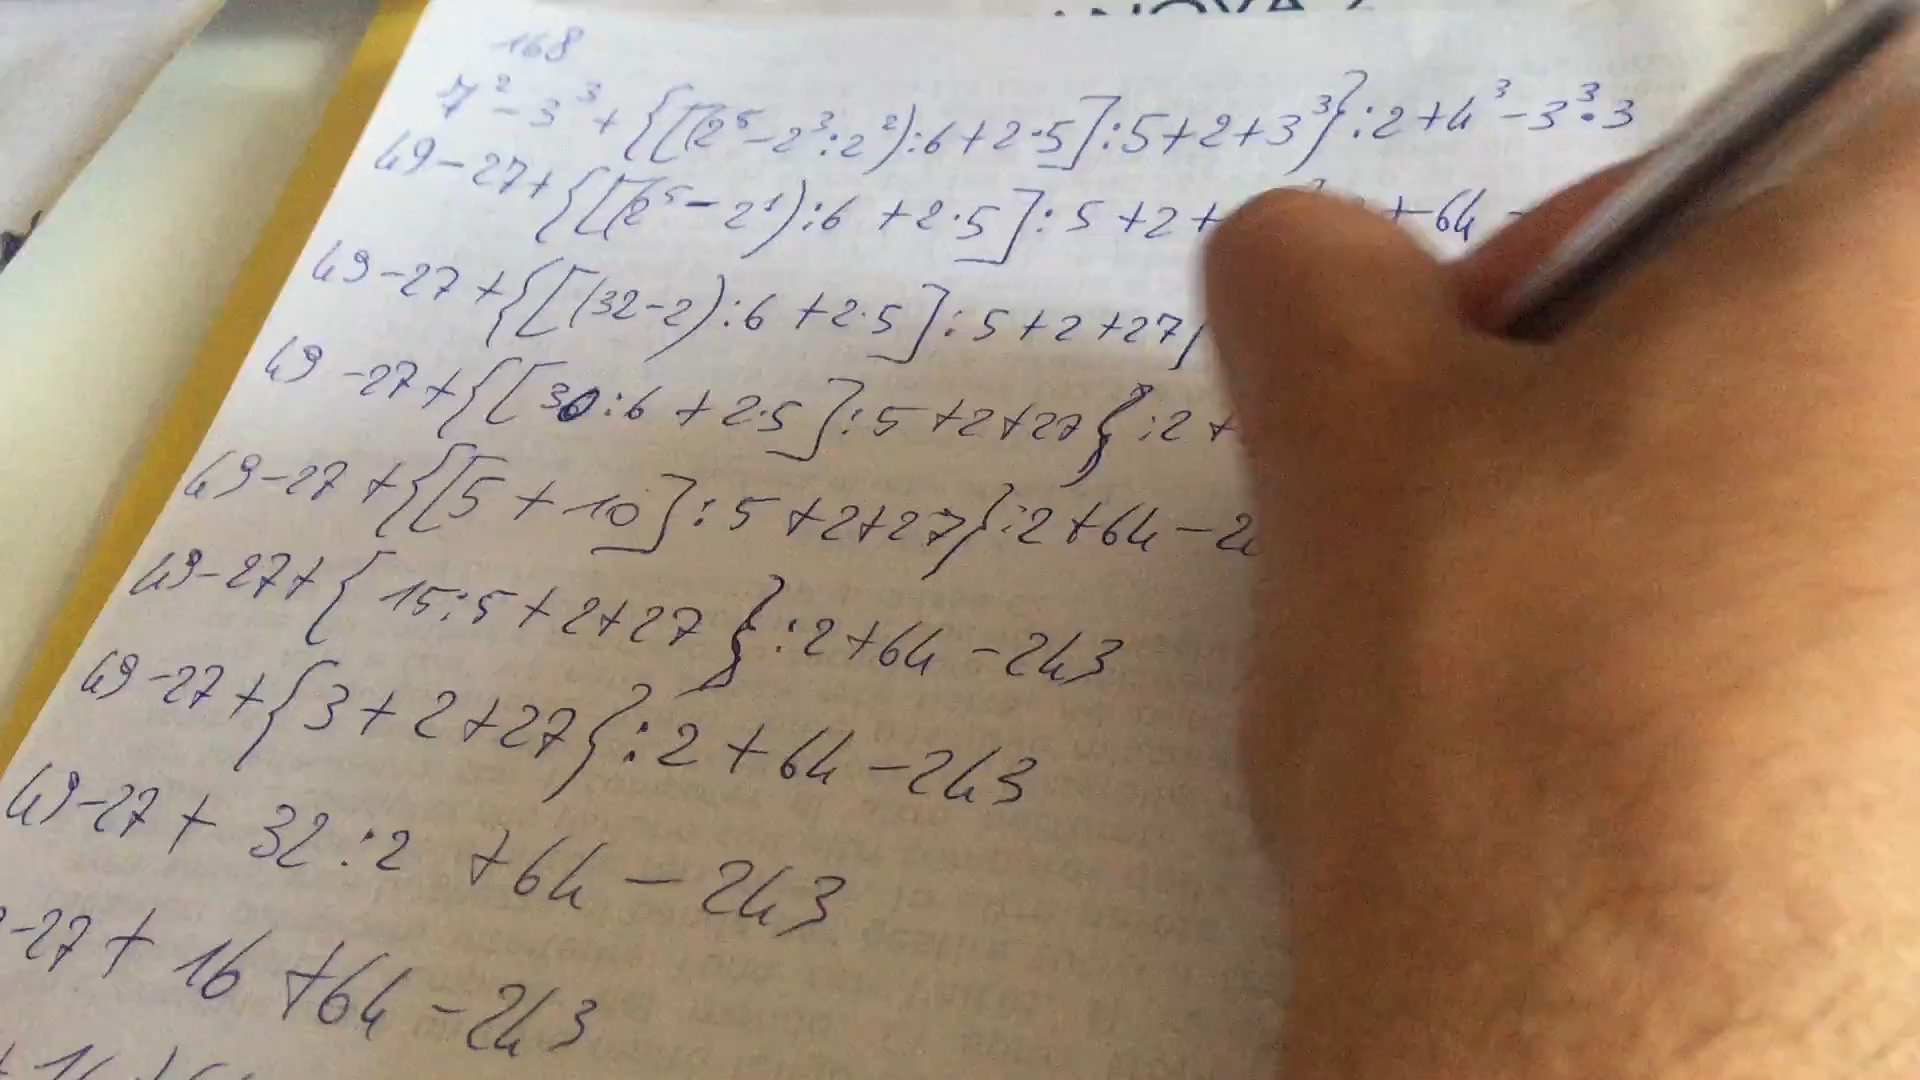 168
7² - 3³ + {[(2⁵ - 2³ : 2²) : 6 + 2 · 5] : 5 + 2 + 3³} : 2 + 4³ - 3³ · 3
49 - 27 + {[(2⁵ - 2¹) : 6 + 2 · 5] : 5 + 2 + + 64 -
49 - 27 + {[(32 - 2) : 6 + 2 · 5] : 5 + 2 + 27}
49 - 27 + {[30 : 6 + 2 · 5] : 5 + 2 + 27} : 2 +
49 - 27 + {[5 + 10] : 5 + 2 + 27} : 2 + 64 - 24
49 - 27 + {15 : 5 + 2 + 27} : 2 + 64 - 243
49 - 27 + {3 + 2 + 27} : 2 + 64 - 243
49 - 27 + 32 : 2 + 64 - 243
- 27 + 16 + 64 - 243